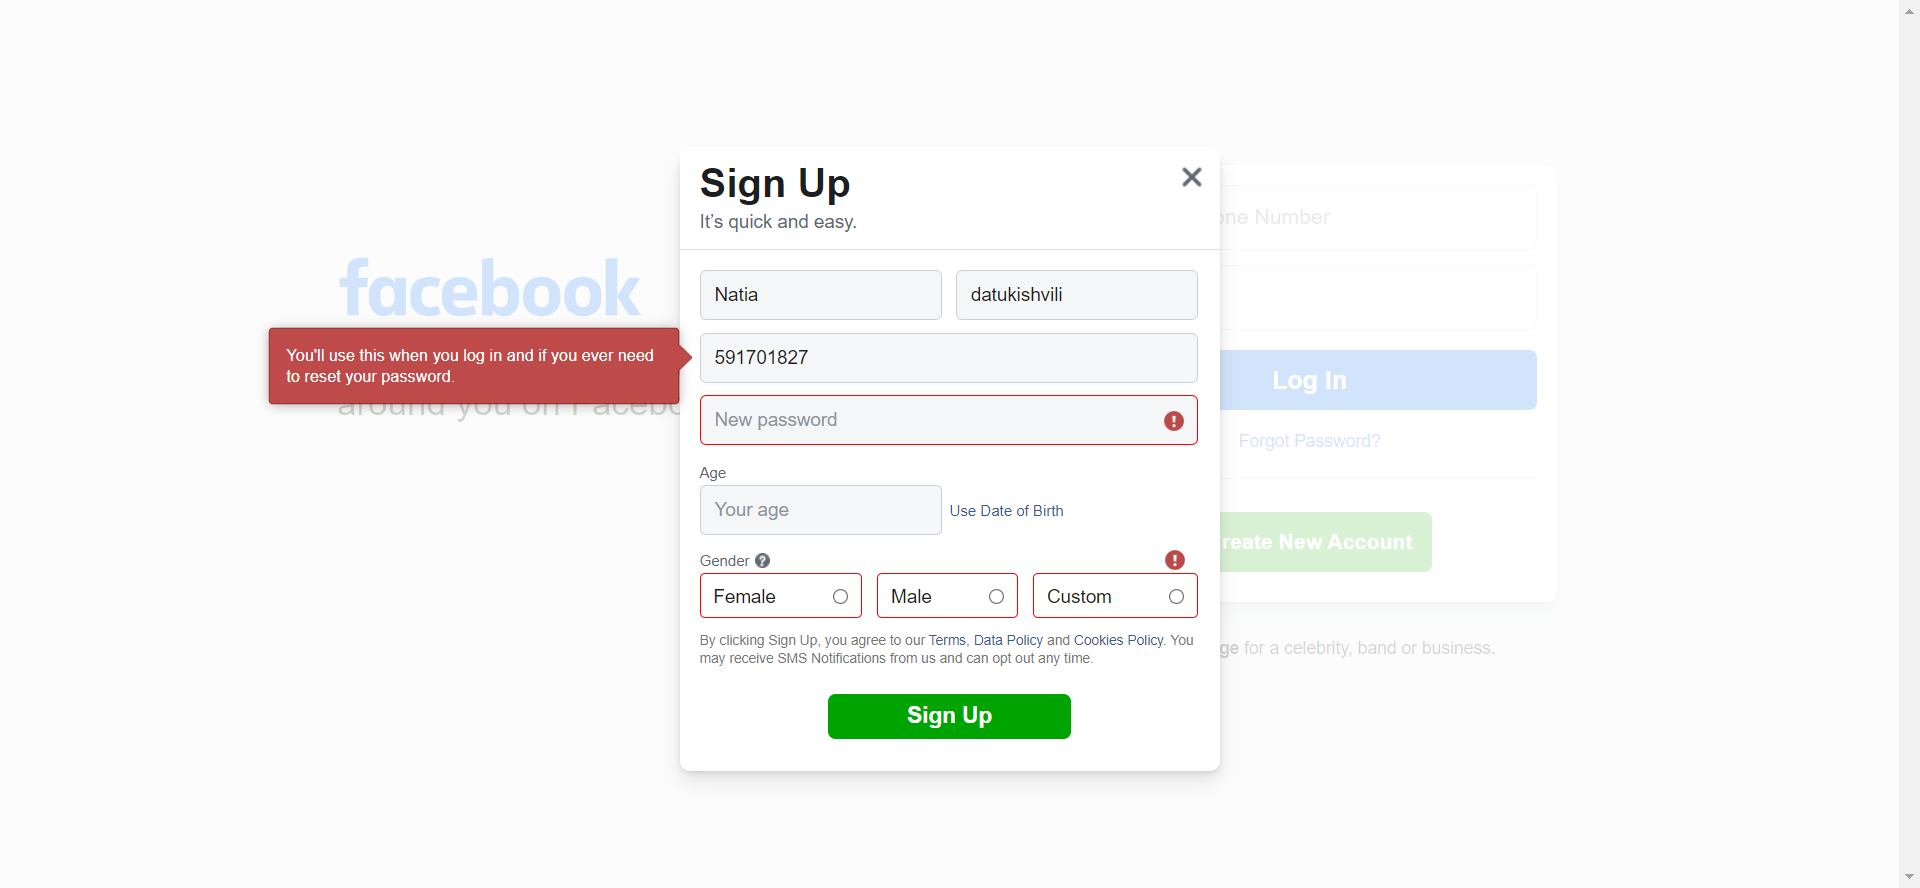 facebook
around you on Facebo
Sign Up
It's quick and easy.
Natia
datukishvili
591701827
You'll use this when you log in and if you ever need
to reset your password.
New password
Age
Your age
Use Date of Birth
Gender
Female
Male
Custom
By clicking Sign Up, you agree to our Terms, Data Policy and Cookies Policy. You
may receive SMS Notifications from us and can opt out any time.
Sign Up
one Number
Log In
Forgot Password?
reate New Account
ge for a celebrity, band or business.